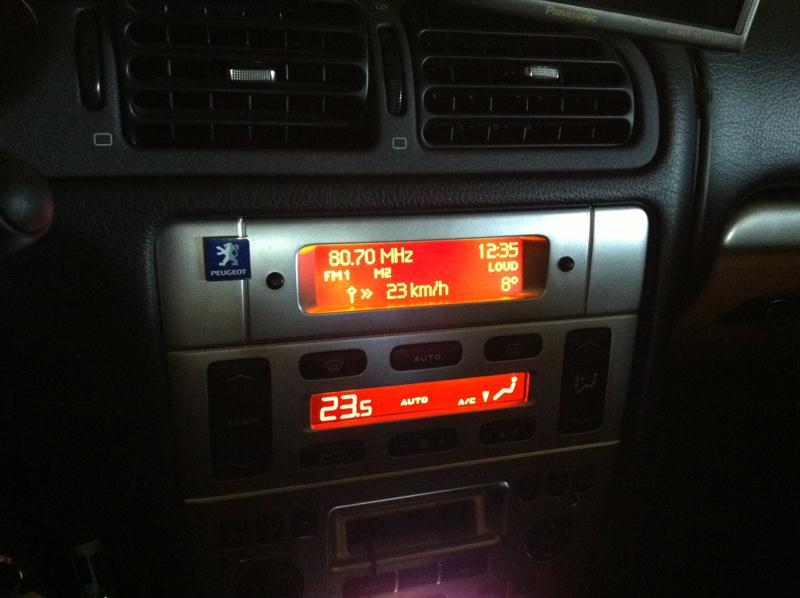 Panasonic
80.70 MHz 12:35
FM1 M2 LOUD
23 km/h 8°
PEUGEOT
AUTO
23.5 AUTO A/C
TEMP